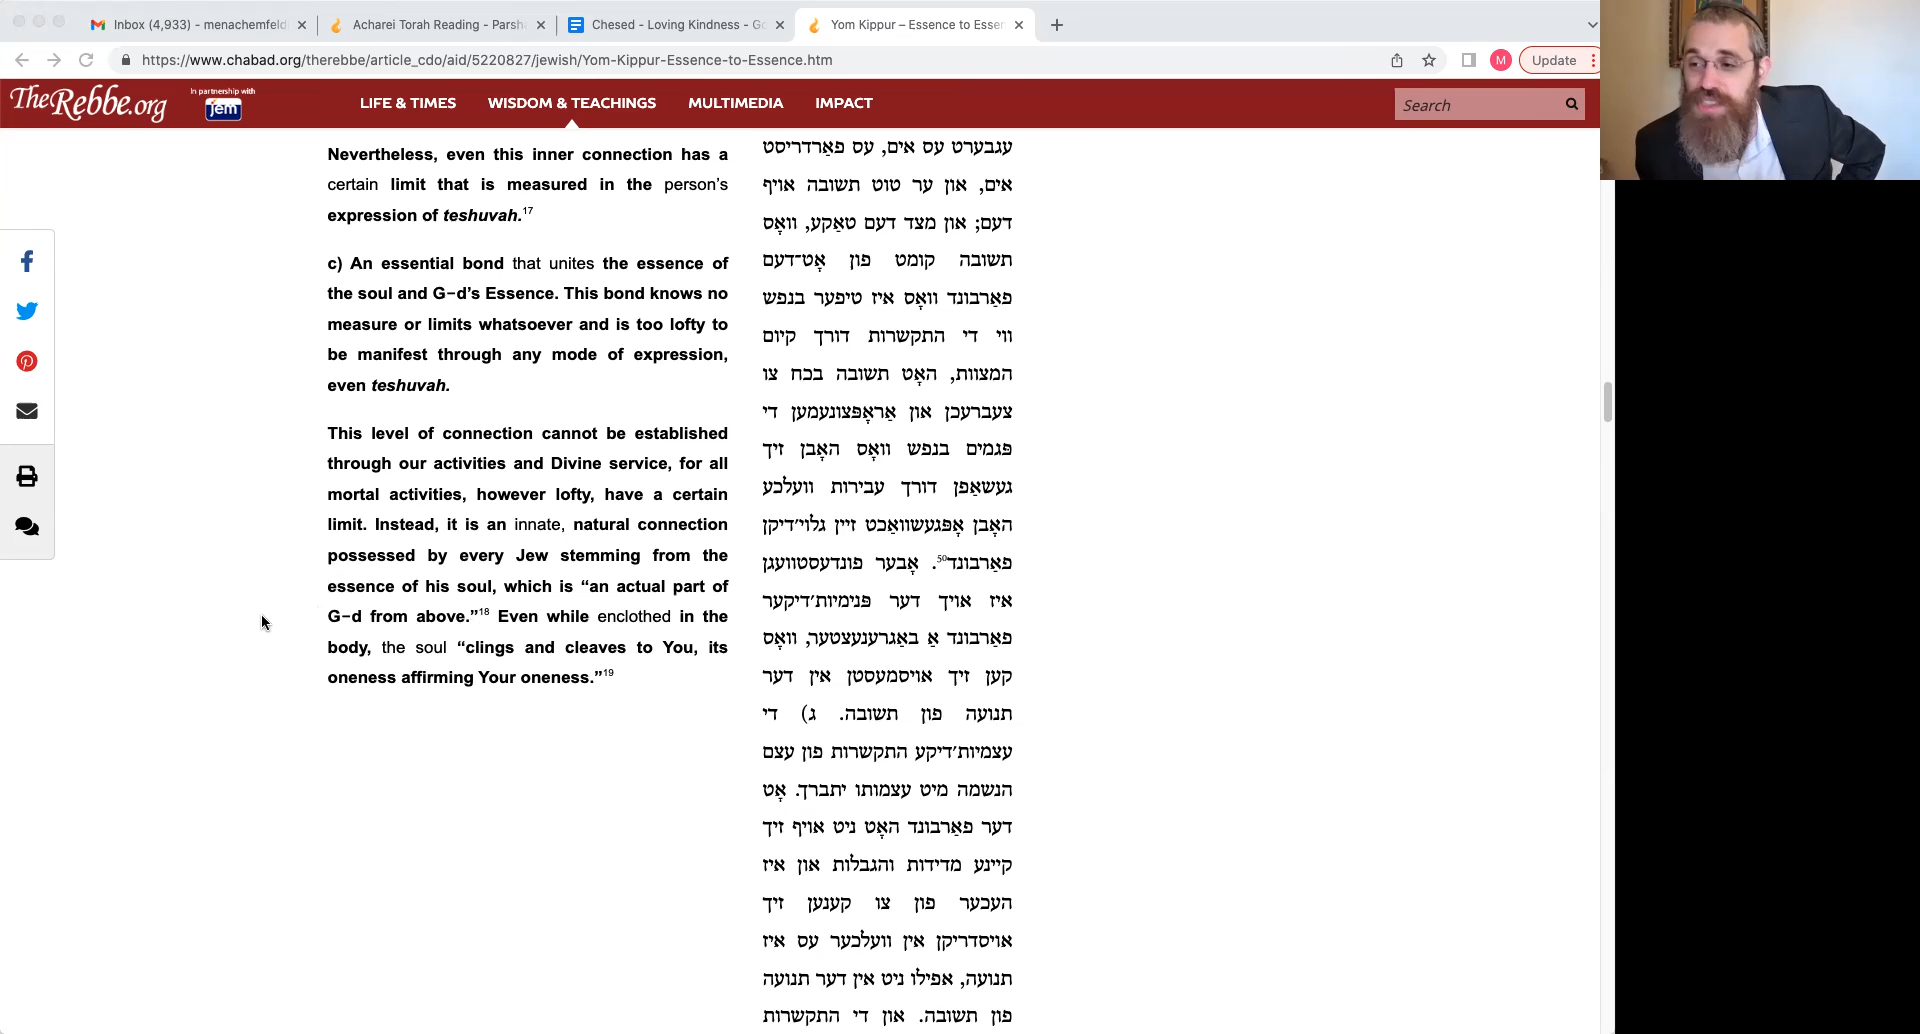 Inbox (4,933) - menachemfeld
Acharei Torah Reading - Parsh
Chesed - Loving Kindness - Go
Yom Kippur – Essence to Essen
https://www.chabad.org/therebbe/article_cdo/aid/5220827/jewish/Yom-Kippur-Essence-to-Essence.htm
M
Update
TheRebbe.org
In partnership with
jem
LIFE & TIMES
WISDOM & TEACHINGS
MULTIMEDIA
IMPACT
Search
Nevertheless, even this inner connection has a
certain limit that is measured in the person's
expression of teshuvah.17
c) An essential bond that unites the essence of
the soul and G–d's Essence. This bond knows no
measure or limits whatsoever and is too lofty to
be manifest through any mode of expression,
even teshuvah.
This level of connection cannot be established
through our activities and Divine service, for all
mortal activities, however lofty, have a certain
limit. Instead, it is an innate, natural connection
possessed by every Jew stemming from the
essence of his soul, which is “an actual part of
G–d from above.”18 Even while enclothed in the
body, the soul “clings and cleaves to You, its
oneness affirming Your oneness.”19
עגבערט עס אים, עס פאַרדריסט
אים, און ער טוט תשובה אויף
דעם; און מצד דעם טאַקע, וואָס
תשובה קומט פון אָט־דעם
פאַרבונד וואָס איז טיפער בנפש
ווי די התקשרות דורך קיום
המצוות, האָט תשובה בכח צו
צעברעכן און אַראָפּצונעמען די
פּגמים בנפש וואָס האָבן זיך
געשאַפן דורך עבירות וועלכע
האָבן אָפּגעשוואַכט זיין גלוי׳דיקן
פאַרבונד50. אָבער פונדעסטוועגן
איז אויך דער פּנימיות׳דיקער
פאַרבונד אַ באַגרענעצטער, וואָס
קען זיך אויסמעסטן אין דער
תנועה פון תשובה. ג) די
עצמיות׳דיקע התקשרות פון עצם
הנשמה מיט עצמותו יתברך. אָט
דער פאַרבונד האָט ניט אויף זיך
קיינע מדידות והגבלות און איז
העכער פון צו קענען זיך
אויסדריקן אין וועלכער עס איז
תנועה, אפילו ניט אין דער תנועה
פון תשובה. און די התקשרות